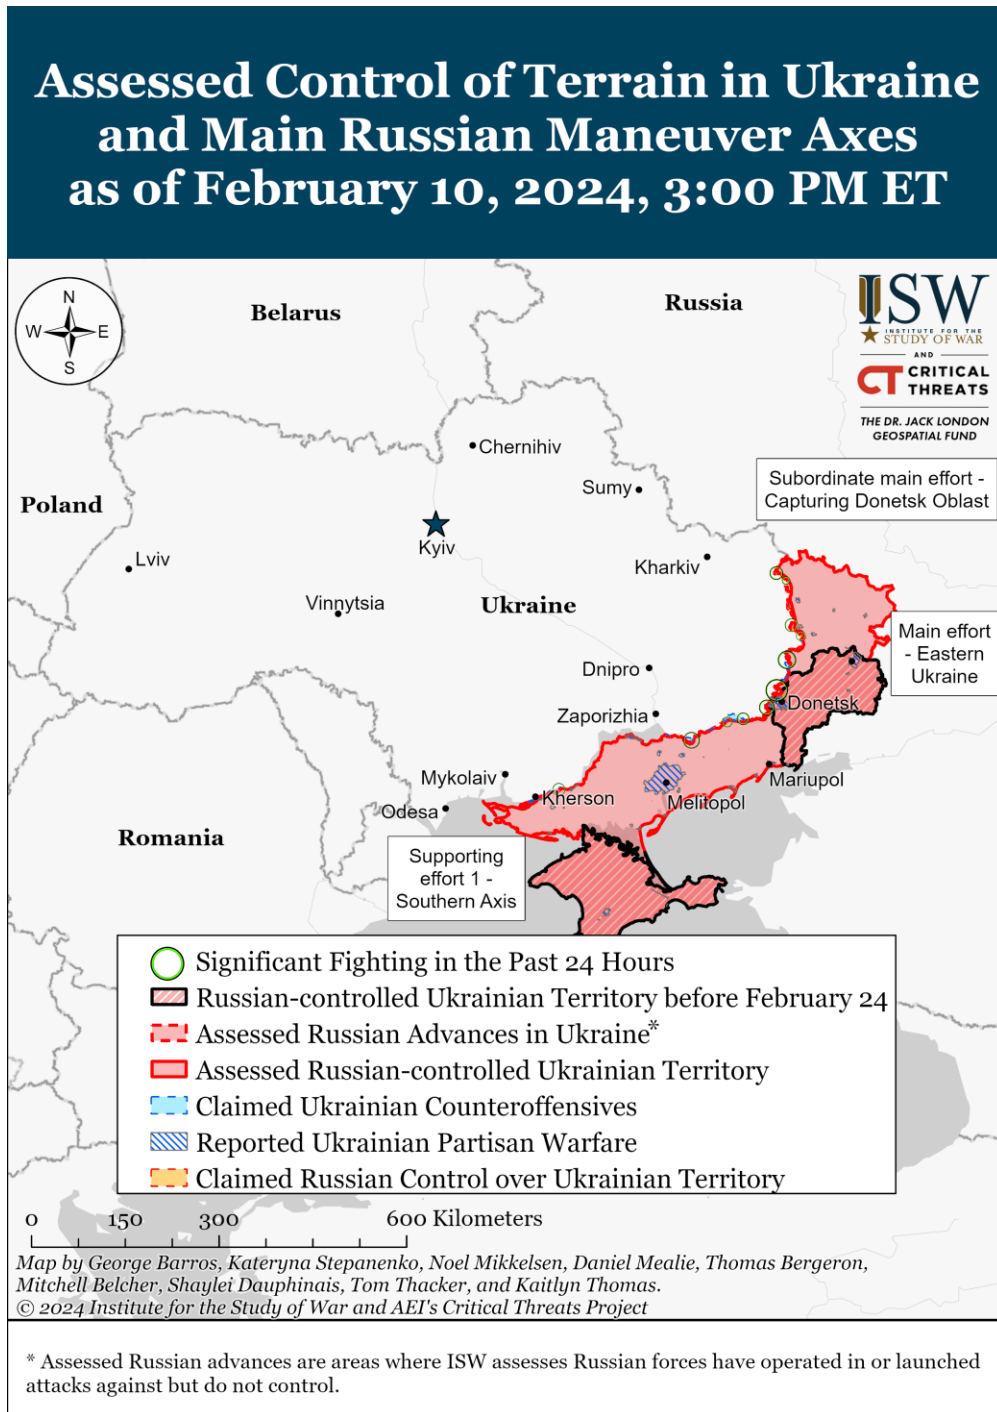 Assessed Control of Terrain in Ukraine
and Main Russian Maneuver Axes
as of February 10, 2024, 3:00 PM ET
N
W
E
S
Belarus
Russia
ISW
INSTITUTE FOR THE
STUDY OF WAR
AND
CT CRITICAL
THREATS
THE DR. JACK LONDON
GEOSPATIAL FUND
Chernihiv
Subordinate main effort -
Capturing Donetsk Oblast
Sumy
Poland
Kyiv
Lviv
Kharkiv
Vinnytsia
Ukraine
Main effort
- Eastern
Ukraine
Dnipro
Donetsk
Zaporizhia
Mykolaiv
Mariupol
Kherson
Melitopol
Odesa
Romania
Supporting
effort 1 -
Southern Axis
Significant Fighting in the Past 24 Hours
Russian-controlled Ukrainian Territory before February 24
Assessed Russian Advances in Ukraine*
Assessed Russian-controlled Ukrainian Territory
Claimed Ukrainian Counteroffensives
Reported Ukrainian Partisan Warfare
Claimed Russian Control over Ukrainian Territory
0 150 300 600 Kilometers
Map by George Barros, Kateryna Stepanenko, Noel Mikkelsen, Daniel Mealie, Thomas Bergeron,
Mitchell Belcher, Shaylei Dauphinais, Tom Thacker, and Kaitlyn Thomas.
© 2024 Institute for the Study of War and AEI's Critical Threats Project
* Assessed Russian advances are areas where ISW assesses Russian forces have operated in or launched
attacks against but do not control.